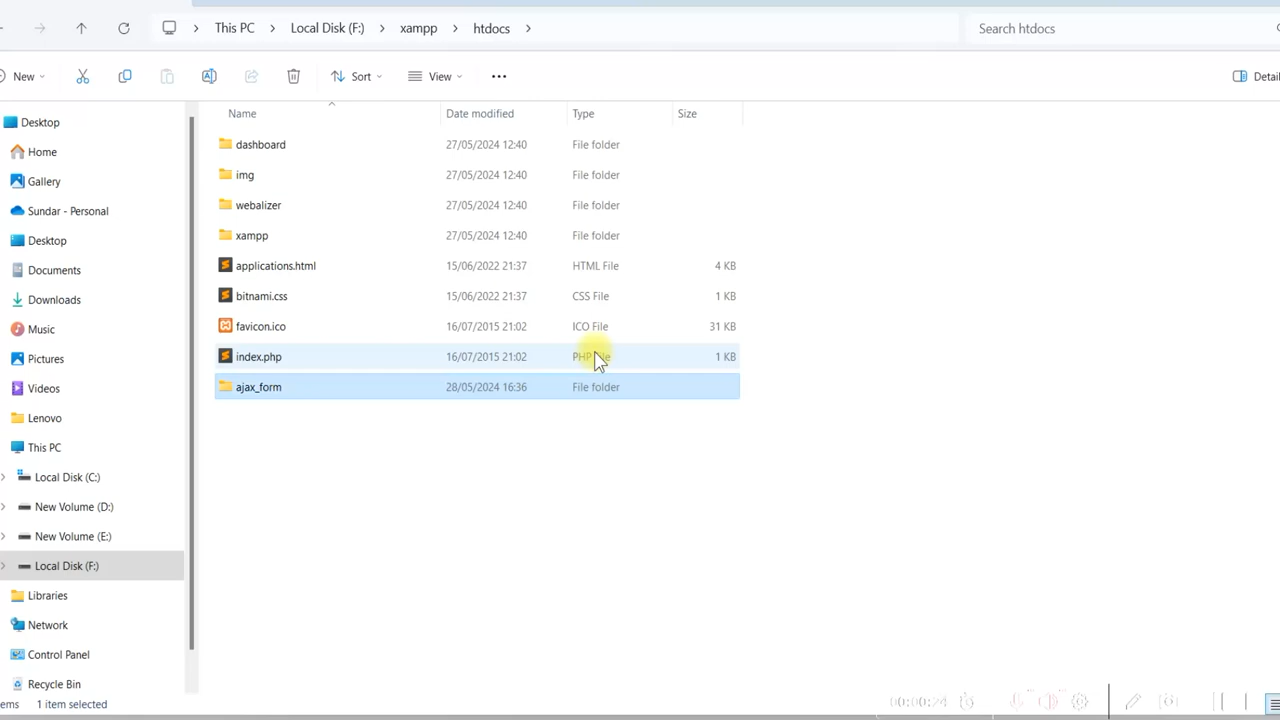 This PC > Local Disk (F:) > xampp > htdocs >
Search htdocs
New
Sort
View
Detai
Name Date modified Type Size
dashboard 27/05/2024 12:40 File folder
img 27/05/2024 12:40 File folder
webalizer 27/05/2024 12:40 File folder
xampp 27/05/2024 12:40 File folder
applications.html 15/06/2022 21:37 HTML File 4 KB
bitnami.css 15/06/2022 21:37 CSS File 1 KB
favicon.ico 16/07/2015 21:02 ICO File 31 KB
index.php 16/07/2015 21:02 PHP File 1 KB
ajax_form 28/05/2024 16:36 File folder
Desktop
Home
Gallery
Sundar - Personal
Desktop
Documents
Downloads
Music
Pictures
Videos
Lenovo
This PC
Local Disk (C:)
New Volume (D:)
New Volume (E:)
Local Disk (F:)
Libraries
Network
Control Panel
Recycle Bin
ems 1 item selected
00:00:24